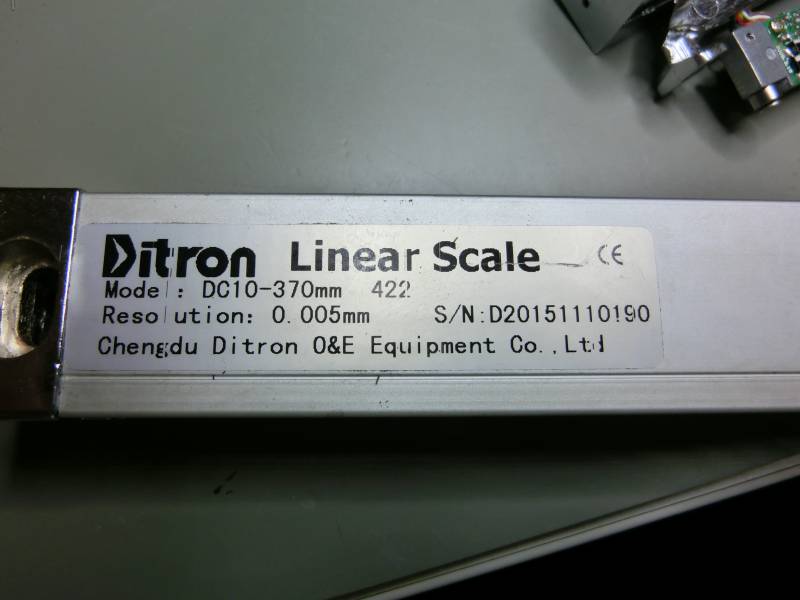 Ditron Linear Scale CE
Model: DC10-370mm 422
Resolution: 0.005mm S/N:D20151110190
Chengdu Ditron O&E Equipment Co.,Ltd